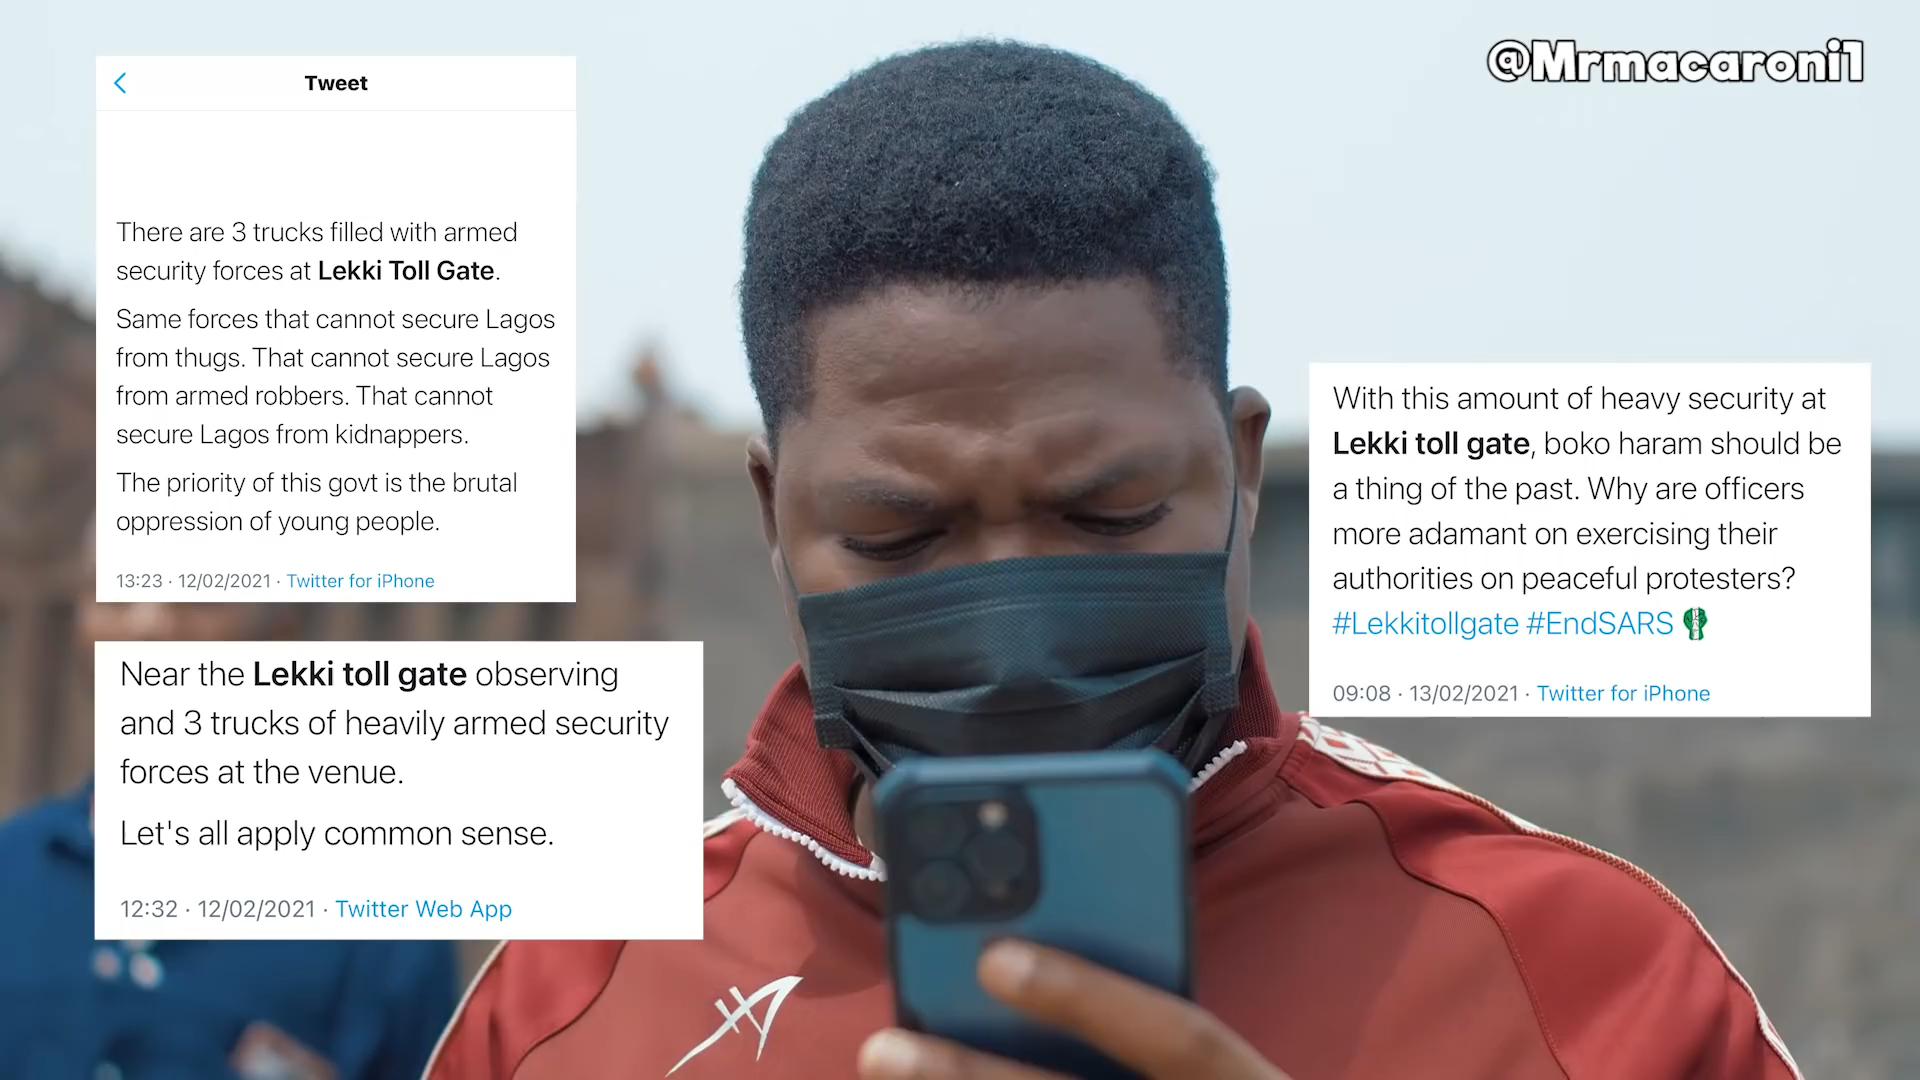 @Mrmacaroni1
Tweet
There are 3 trucks filled with armed
security forces at Lekki Toll Gate.
Same forces that cannot secure Lagos
from thugs. That cannot secure Lagos
from armed robbers. That cannot
secure Lagos from kidnappers.
The priority of this govt is the brutal
oppression of young people.
13:23 · 12/02/2021 · Twitter for iPhone
Near the Lekki toll gate observing
and 3 trucks of heavily armed security
forces at the venue.
Let's all apply common sense.
12:32 · 12/02/2021 · Twitter Web App
With this amount of heavy security at
Lekki toll gate, boko haram should be
a thing of the past. Why are officers
more adamant on exercising their
authorities on peaceful protesters?
#Lekkitollgate #EndSARS
09:08 · 13/02/2021 · Twitter for iPhone